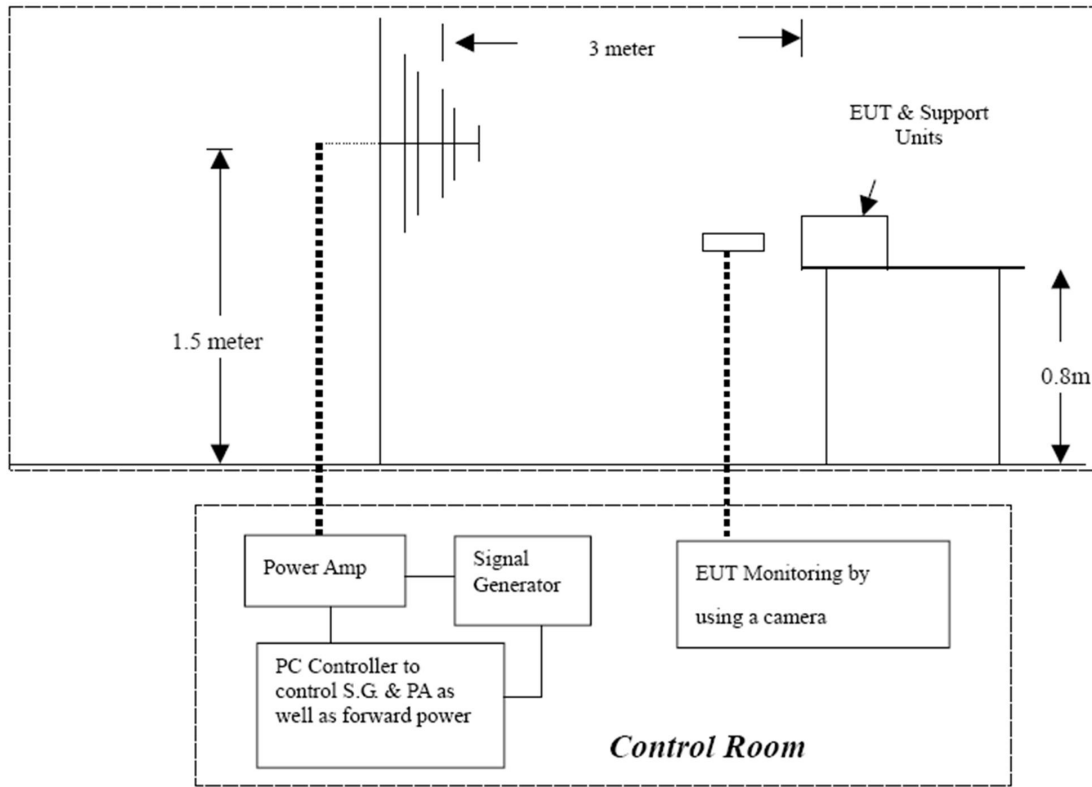 3 meter
EUT & Support
Units
1.5 meter
0.8m
Power Amp
Signal
Generator
EUT Monitoring by
using a camera
PC Controller to
control S.G. & PA as
well as forward power
Control Room